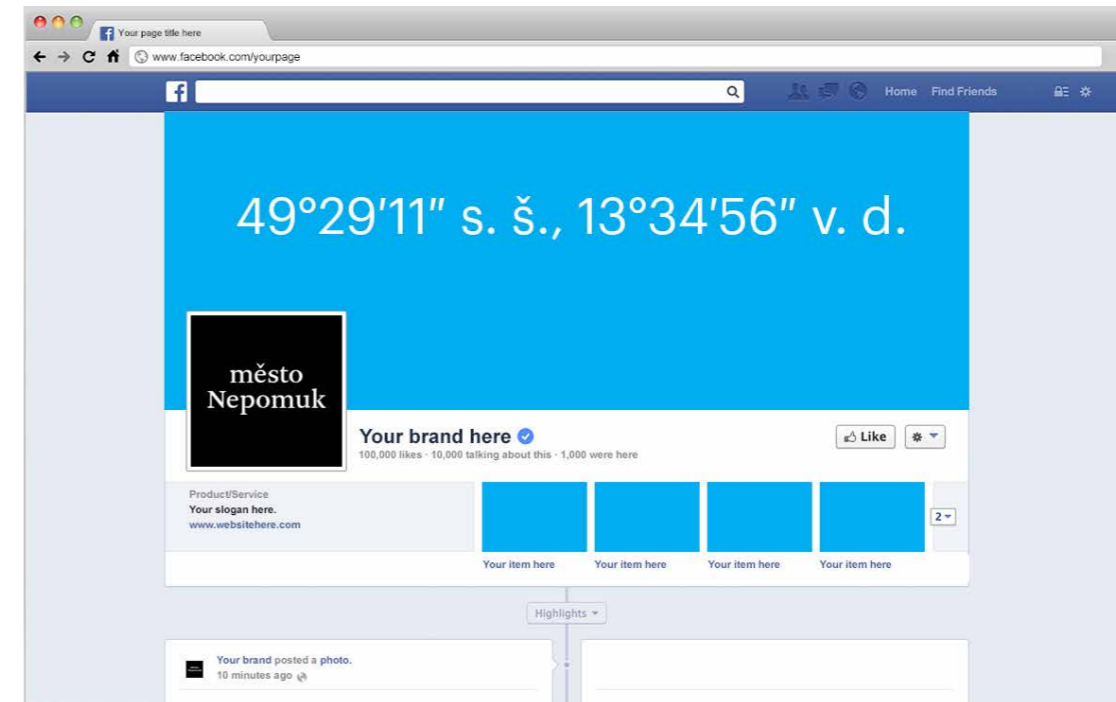 Your page title here
www.facebook.com/yourpage
f
Home Find Friends
49°29'11" s. š., 13°34'56" v. d.
město
Nepomuk
Your brand here
Like
100,000 likes · 10,000 talking about this · 1,000 were here
Product/Service
Your slogan here.
www.websitehere.com
2
Your item here Your item here Your item here Your item here
Highlights
Your brand posted a photo.
10 minutes ago